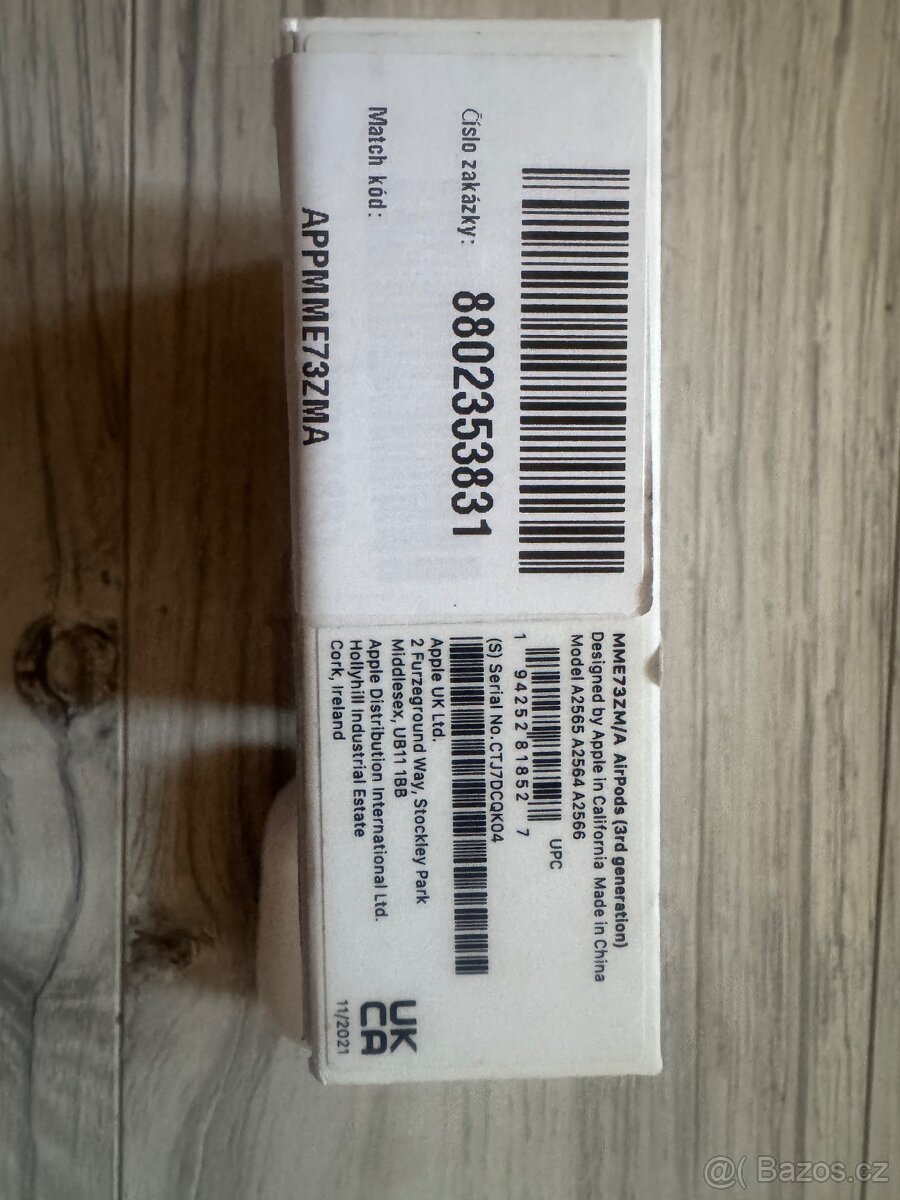 Číslo zakázky: 8802353831
Match kód:
APPMME73ZMA
MME73ZM/A AirPods (3rd generation)
Designed by Apple in California Made in China
Model A2565 A2564 A2566
UPC
1 94252 81852 7
(S) Serial No.CTJ7DCQK04
Apple UK Ltd.
2 Furzeground Way, Stockley Park
Middlesex, UB11 1BB
Apple Distribution International Ltd.
Hollyhill Industrial Estate
Cork, Ireland
UK
CA
11/2021
@( Bazos.cz